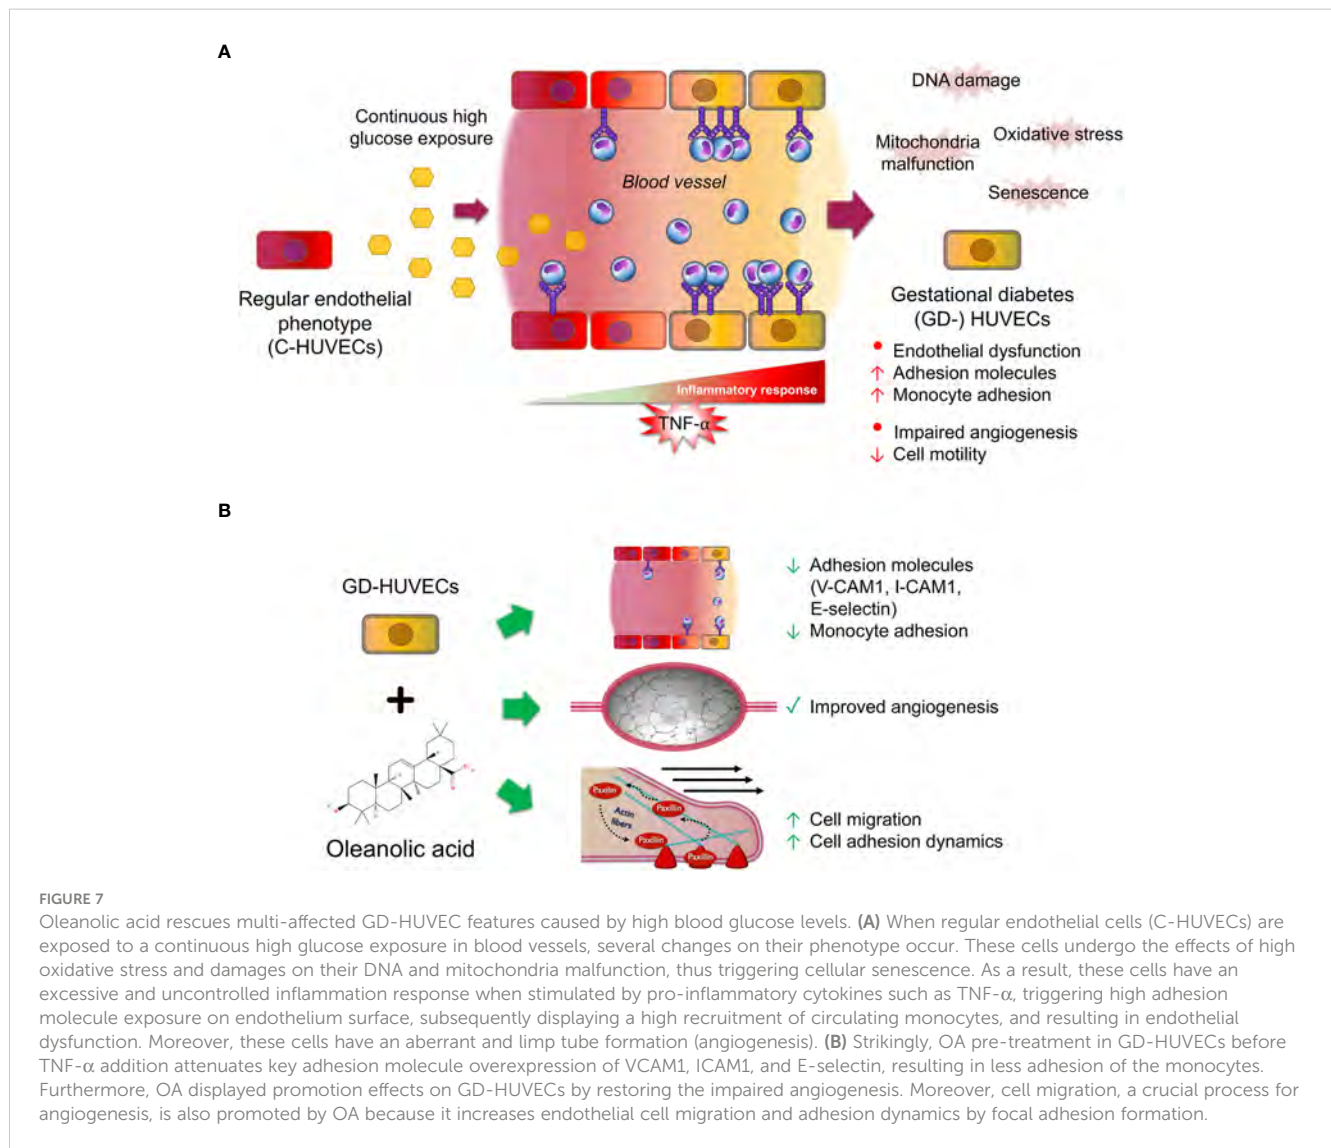 A
Continuous high
glucose exposure
Blood vessel
DNA damage
Mitochondria
malfunction
Oxidative stress
Senescence
Regular endothelial
phenotype
(C-HUVECs)
Gestational diabetes
(GD-) HUVECs
• Endothelial dysfunction
↑ Adhesion molecules
↑ Monocyte adhesion
• Impaired angiogenesis
↓ Cell motility
Inflammatory response
TNF-α
B
GD-HUVECs
+
Oleanolic acid
↓ Adhesion molecules
(V-CAM1, I-CAM1,
E-selectin)
↓ Monocyte adhesion
✓ Improved angiogenesis
Paxillin
Paxillin
Actin
fibers
Paxillin
Paxillin
↑ Cell migration
↑ Cell adhesion dynamics
FIGURE 7
Oleanolic acid rescues multi-affected GD-HUVEC features caused by high blood glucose levels. (A) When regular endothelial cells (C-HUVECs) are
exposed to a continuous high glucose exposure in blood vessels, several changes on their phenotype occur. These cells undergo the effects of high
oxidative stress and damages on their DNA and mitochondria malfunction, thus triggering cellular senescence. As a result, these cells have an
excessive and uncontrolled inflammation response when stimulated by pro-inflammatory cytokines such as TNF-α, triggering high adhesion
molecule exposure on endothelium surface, subsequently displaying a high recruitment of circulating monocytes, and resulting in endothelial
dysfunction. Moreover, these cells have an aberrant and limp tube formation (angiogenesis). (B) Strikingly, OA pre-treatment in GD-HUVECs before
TNF-α addition attenuates key adhesion molecule overexpression of VCAM1, ICAM1, and E-selectin, resulting in less adhesion of the monocytes.
Furthermore, OA displayed promotion effects on GD-HUVECs by restoring the impaired angiogenesis. Moreover, cell migration, a crucial process for
angiogenesis, is also promoted by OA because it increases endothelial cell migration and adhesion dynamics by focal adhesion formation.